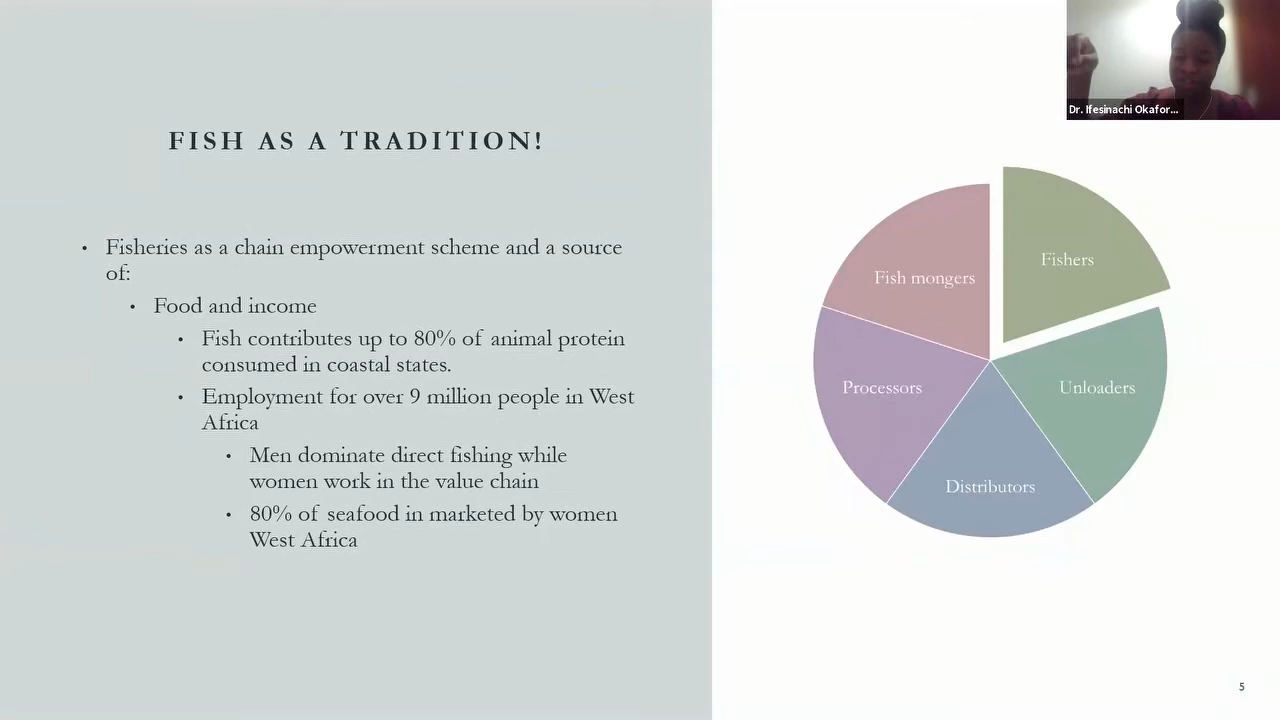 Dr. Ifesinachi Okafor...
FISH AS A TRADITION!
• Fisheries as a chain empowerment scheme and a source
of:
• Food and income
• Fish contributes up to 80% of animal protein
consumed in coastal states.
• Employment for over 9 million people in West
Africa
• Men dominate direct fishing while
women work in the value chain
• 80% of seafood in marketed by women
West Africa
Fishers
Fish mongers
Processors
Unloaders
Distributors
5